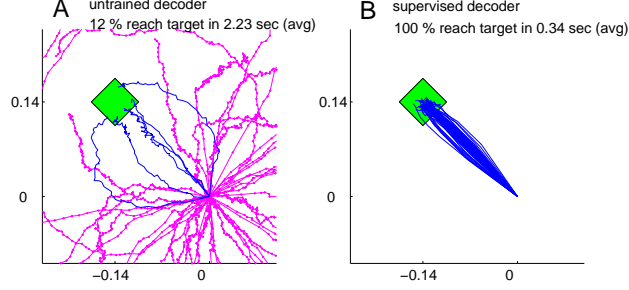 A untrained decoder
12 % reach target in 2.23 sec (avg)
0.14
0
−0.14 0
B supervised decoder
100 % reach target in 0.34 sec (avg)
0.14
0
−0.14 0